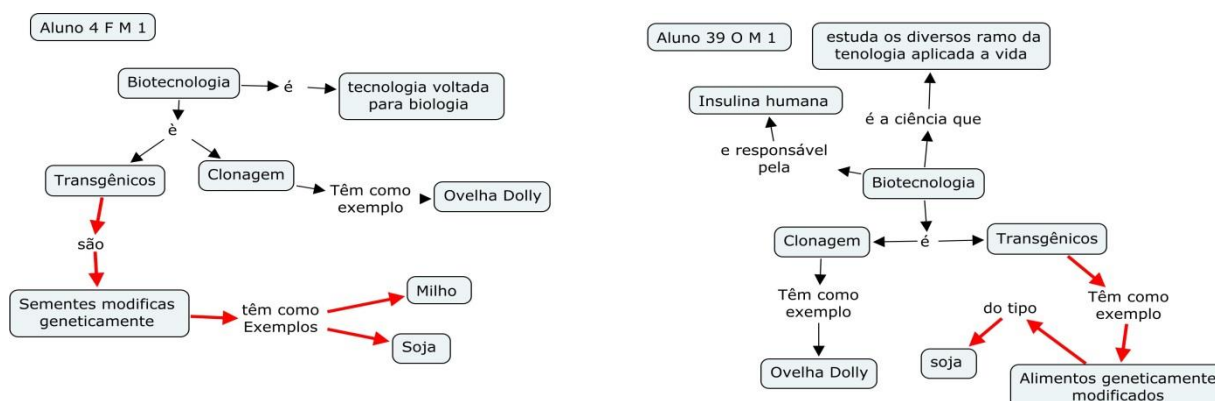 Aluno 4 F M 1
Biotecnologia
é
tecnologia voltada
para biologia
è
Transgênicos
Clonagem
Têm como
exemplo
Ovelha Dolly
são
Sementes modificas
geneticamente
têm como
Exemplos
Milho
Soja
Aluno 39 O M 1
estuda os diversos ramo da
tenologia aplicada a vida
Insulina humana
é a ciência que
e responsável
pela
Biotecnologia
Clonagem
é
Transgênicos
Têm como
exemplo
Ovelha Dolly
Têm como
exemplo
do tipo
soja
Alimentos geneticamente
modificados